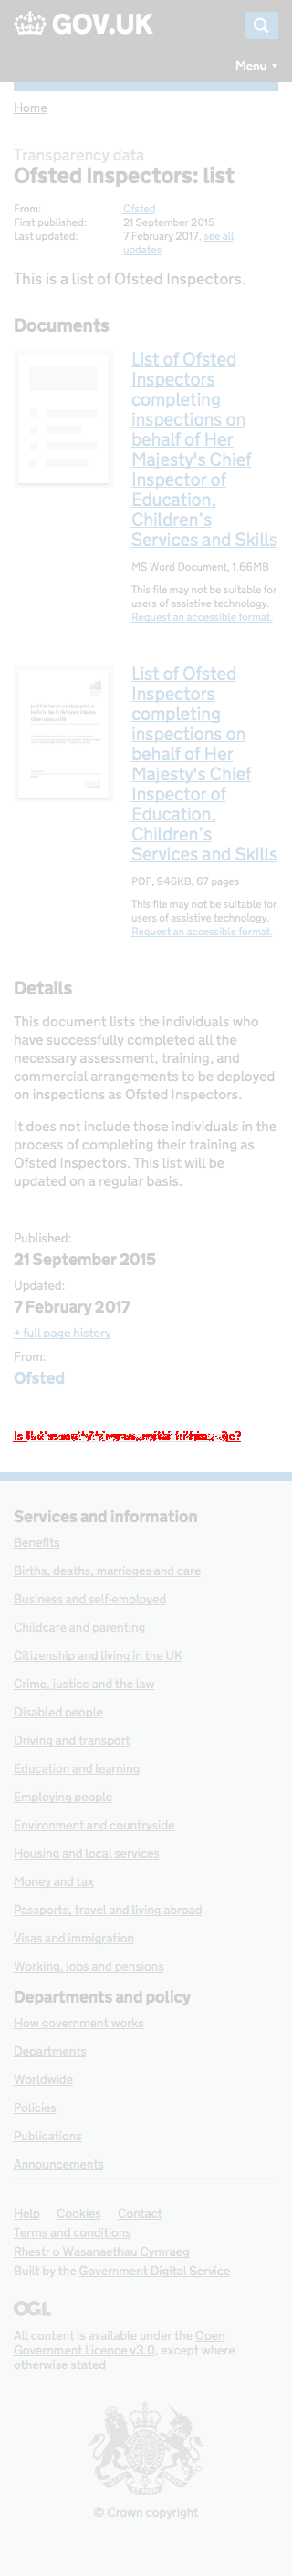 GOV.UK
Menu ▼
Home
Transparency data
Ofsted Inspectors: list
From: Ofsted
First published: 21 September 2015
Last updated: 7 February 2017, see all
updates
This is a list of Ofsted Inspectors.
Documents
List of Ofsted
Inspectors
completing
inspections on
behalf of Her
Majesty's Chief
Inspector of
Education,
Children's
Services and Skills
MS Word Document, 1.66MB
This file may not be suitable for
users of assistive technology.
Request an accessible format.
List of Ofsted
Inspectors
completing
inspections on
behalf of Her
Majesty's Chief
Inspector of
Education,
Children's
Services and Skills
PDF, 946KB, 67 pages
This file may not be suitable for
users of assistive technology.
Request an accessible format.
Details
This document lists the individuals who
have successfully completed all the
necessary assessment, training, and
commercial arrangements to be deployed
on inspections as Ofsted Inspectors.
It does not include those individuals in the
process of completing their training as
Ofsted Inspectors. This list will be
updated on a regular basis.
Published:
21 September 2015
Updated:
7 February 2017
+ full page history
From:
Ofsted
Services and information
Benefits
Births, deaths, marriages and care
Business and self-employed
Childcare and parenting
Citizenship and living in the UK
Crime, justice and the law
Disabled people
Driving and transport
Education and learning
Employing people
Environment and countryside
Housing and local services
Money and tax
Passports, travel and living abroad
Visas and immigration
Working, jobs and pensions
Departments and policy
How government works
Departments
Worldwide
Policies
Publications
Announcements
Help Cookies Contact
Terms and conditions
Rhestr o Wasanaethau Cymraeg
Built by the Government Digital Service
OGL
All content is available under the Open
Government Licence v3.0, except where
otherwise stated
© Crown copyright